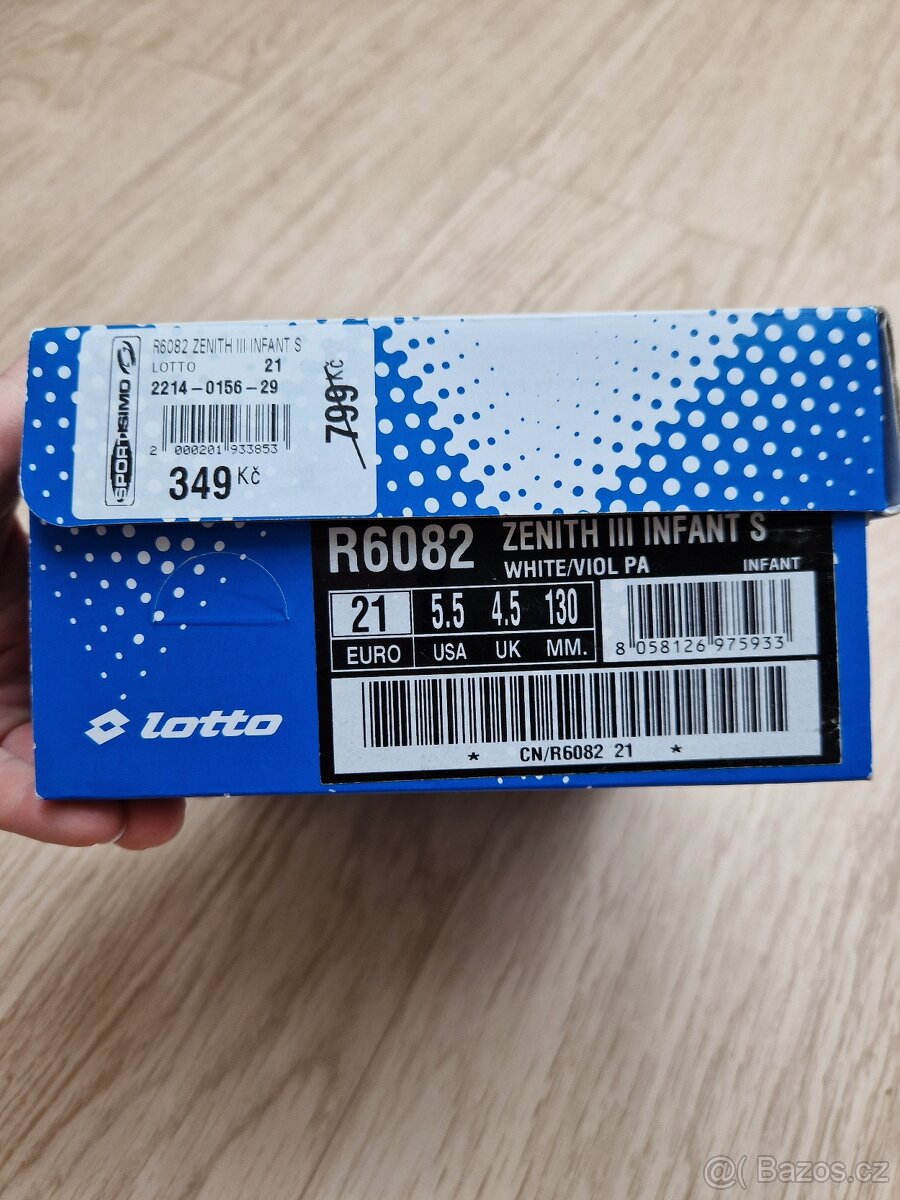 SPORTISIMO
R6082 ZENITH III INFANT S
LOTTO 21
2214-0156-29
2 000201 933853
349 Kč
799 Kč
R6082 ZENITH III INFANT S
WHITE/VIOL PA INFANT
21 5.5 4.5 130
EURO USA UK MM.
8 058126 975933
* CN/R6082 21 *
lotto
@( Bazos.cz